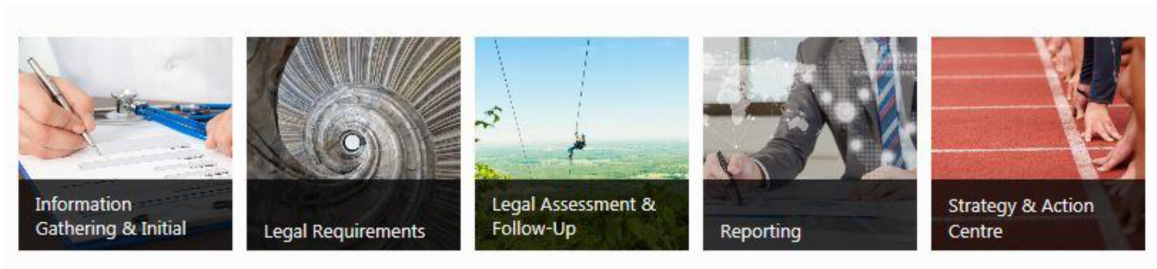 Information
Gathering & Initial
Legal Requirements
Legal Assessment &
Follow-Up
Reporting
Strategy & Action
Centre